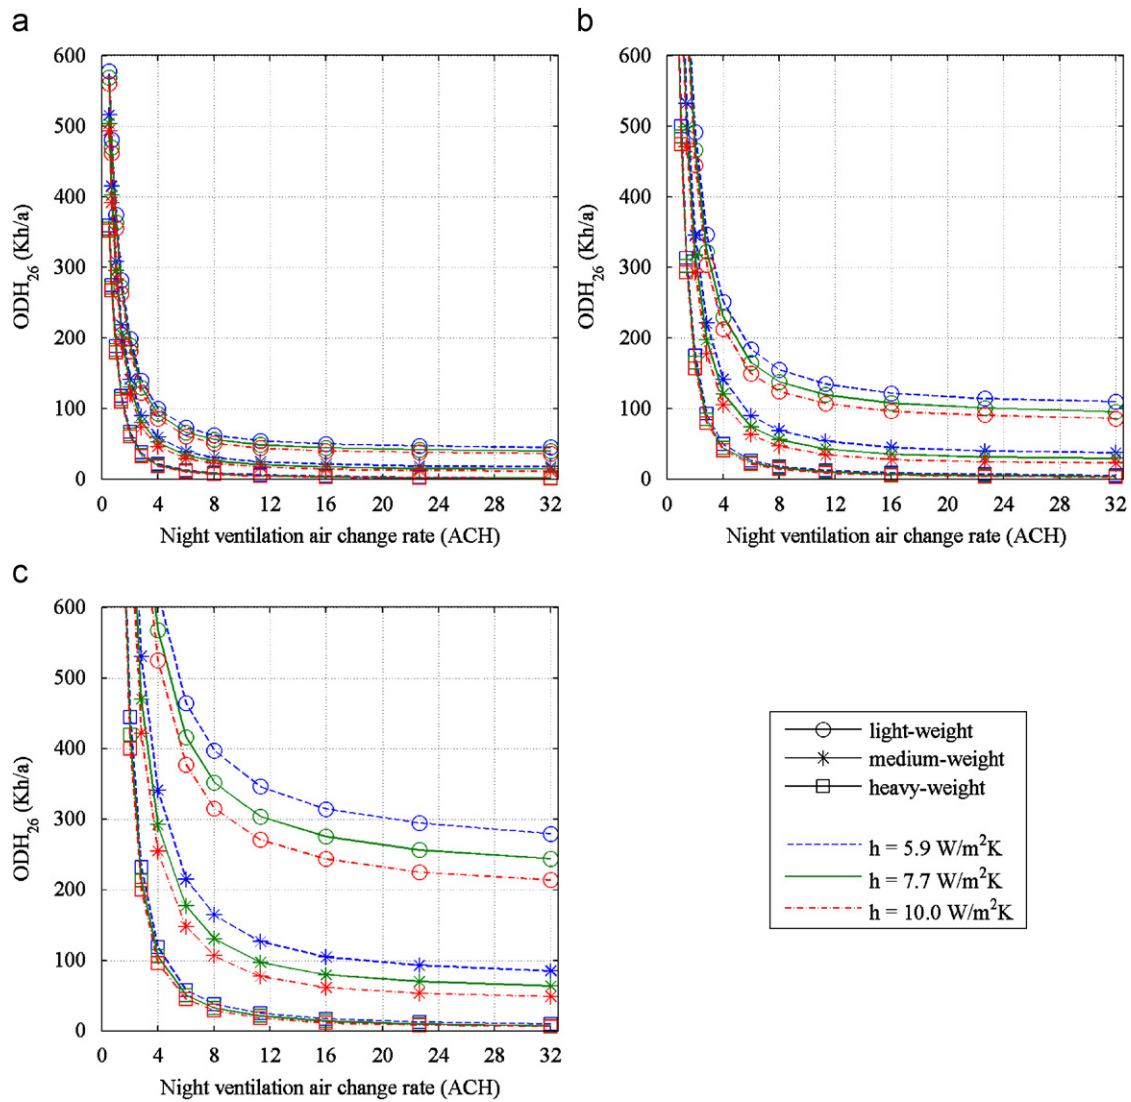 a
600
500
400
300
200
100
0
ODH26 (Kh/a)
0 4 8 12 16 20 24 28 32
Night ventilation air change rate (ACH)
b
600
500
400
300
200
100
0
ODH26 (Kh/a)
0 4 8 12 16 20 24 28 32
Night ventilation air change rate (ACH)
c
600
500
400
300
200
100
0
ODH26 (Kh/a)
0 4 8 12 16 20 24 28 32
Night ventilation air change rate (ACH)
light-weight
medium-weight
heavy-weight
h = 5.9 W/m²K
h = 7.7 W/m²K
h = 10.0 W/m²K